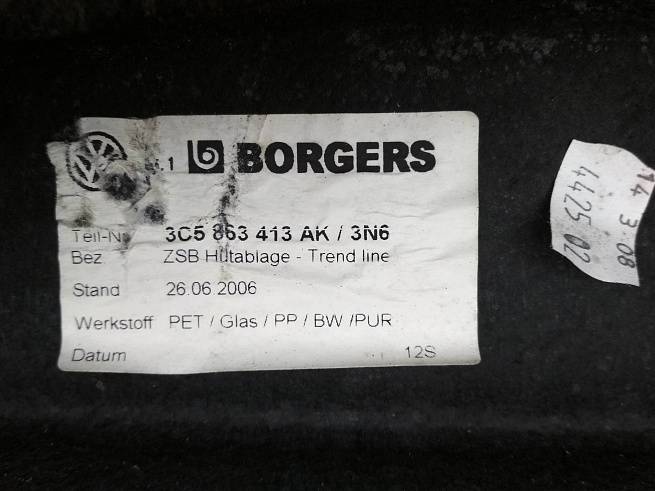 .1 BORGERS
Teil-Nr 3C5 863 413 AK / 3N6
Bez ZSB Hutablage - Trend line
Stand 26.06.2006
Werkstoff PET / Glas / PP / BW /PUR
Datum 12S
14 3 08
4425 02